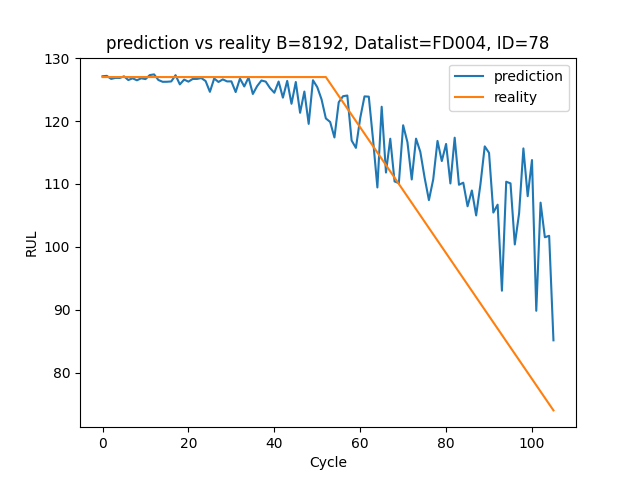 prediction vs reality B=8192, Datalist=FD004, ID=78
prediction
reality
RUL
130
120
110
100
90
80
0 20 40 60 80 100
Cycle